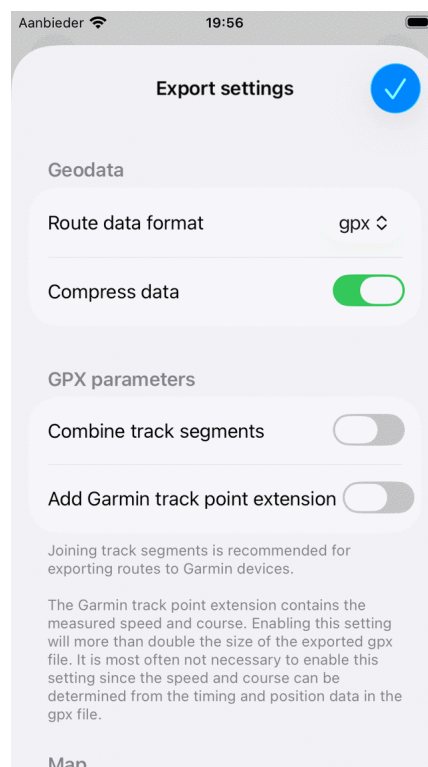 Aanbieder 19:56
Export settings
Geodata
Route data format gpx
Compress data
GPX parameters
Combine track segments
Add Garmin track point extension
Joining track segments is recommended for
exporting routes to Garmin devices.
The Garmin track point extension contains the
measured speed and course. Enabling this setting
will more than double the size of the exported gpx
file. It is most often not necessary to enable this
setting since the speed and course can be
determined from the timing and position data in the
gpx file.
Map